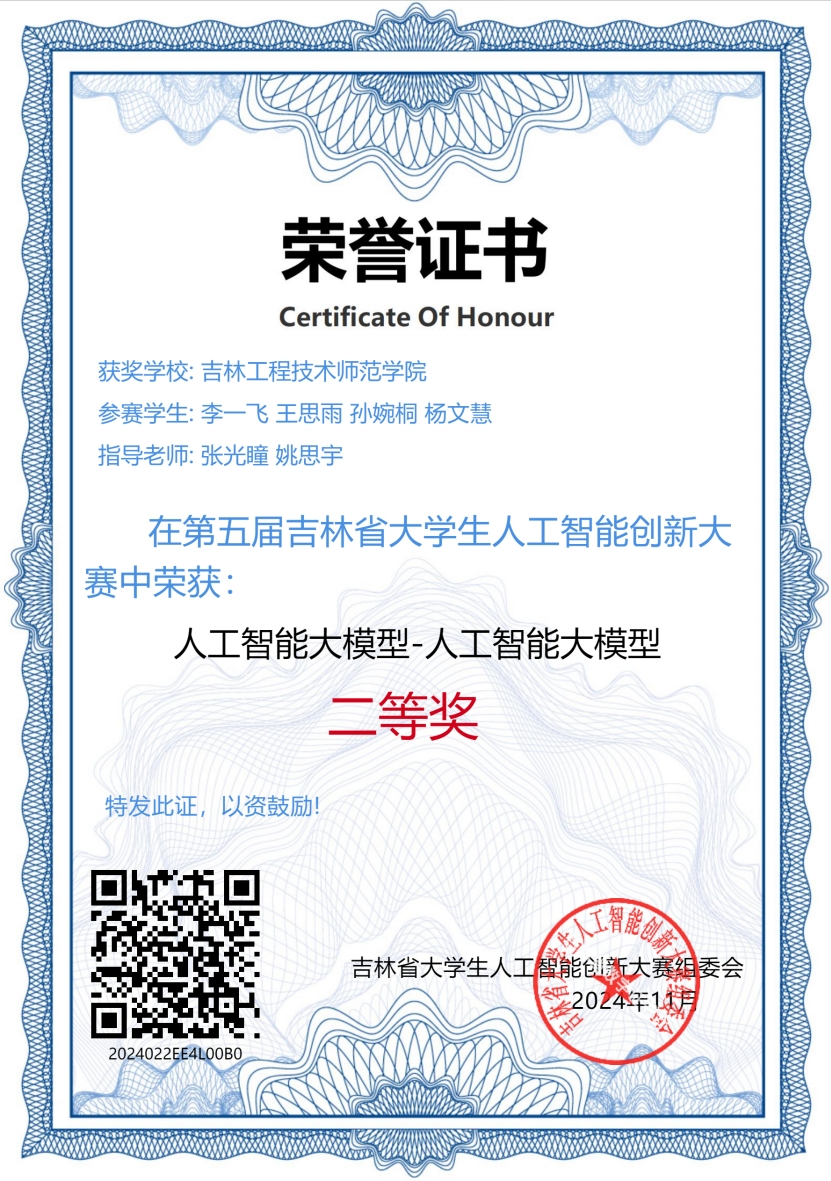 荣誉证书
Certificate Of Honour
获奖学校: 吉林工程技术师范学院
参赛学生: 李一飞 王思雨 孙婉桐 杨文慧
指导老师: 张光瞳 姚思宇
在第五届吉林省大学生人工智能创新大
赛中荣获：
人工智能大模型-人工智能大模型
二等奖
特发此证，以资鼓励!
吉林省大学生人工智能创新大赛组委会
2024年11月
吉林省大学生人工智能创新大赛组委会
2024022EE4L00B0